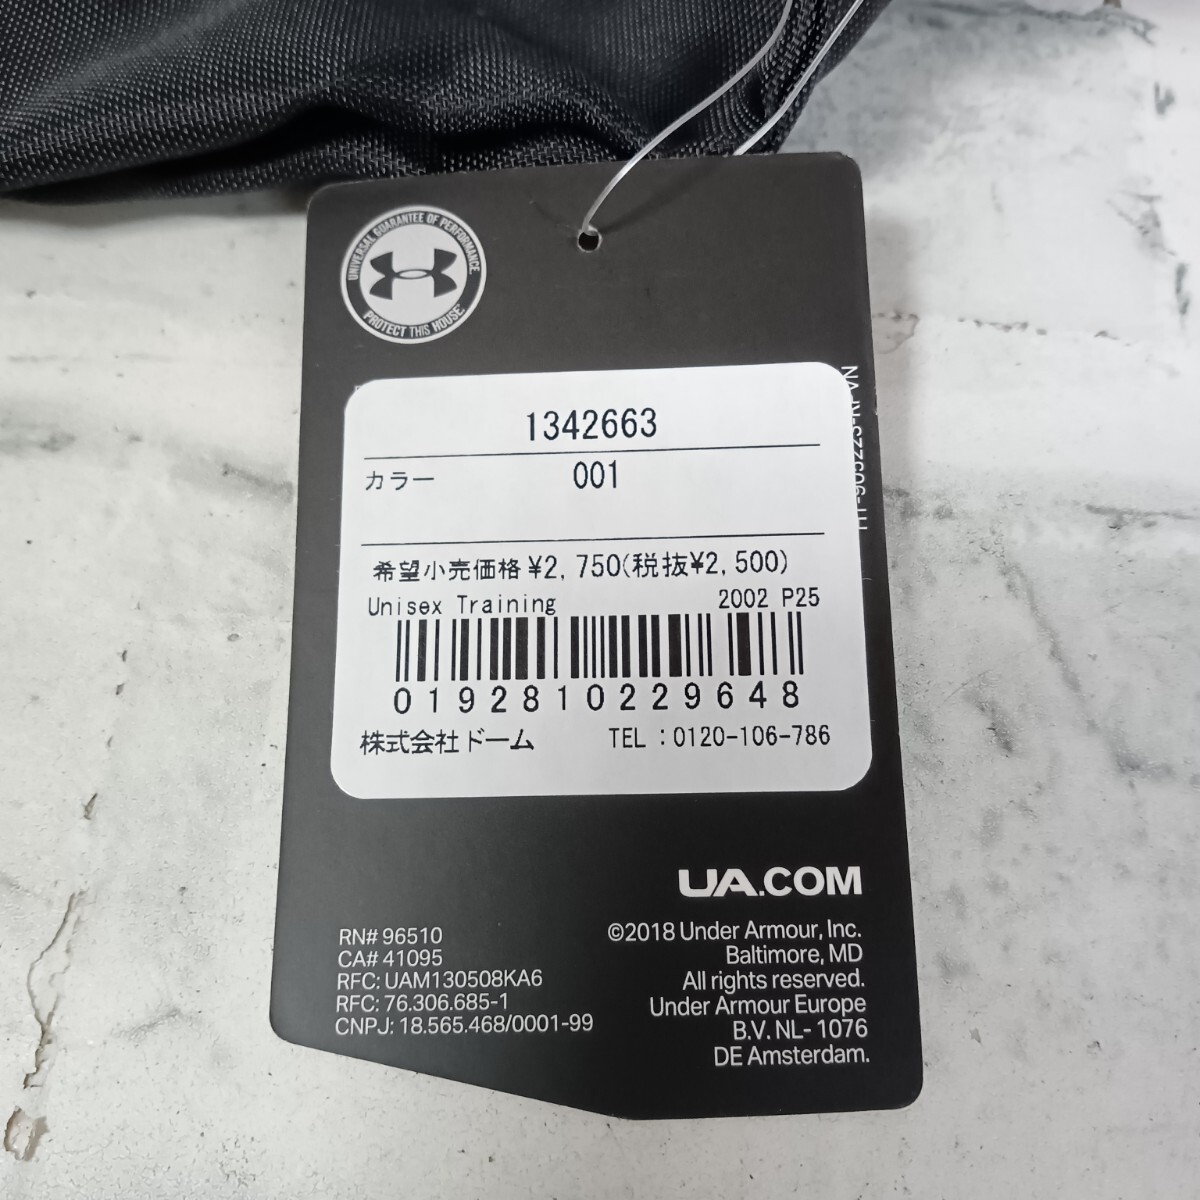 UNIVERSAL GUARANTEE OF PERFORMANCE
PROTECT THIS HOUSE
1342663
カラー 001
希望小売価格¥2,750(税抜¥2,500)
Unisex Training 2002 P25
0192810229648
株式会社ドーム TEL:0120-106-786
UA.COM
RN# 96510
CA# 41095
RFC: UAM130508KA6
RFC: 76.306.685-1
CNPJ: 18.565.468/0001-99
©2018 Under Armour, Inc.
Baltimore, MD
All rights reserved.
Under Armour Europe
B.V. NL- 1076
DE Amsterdam.